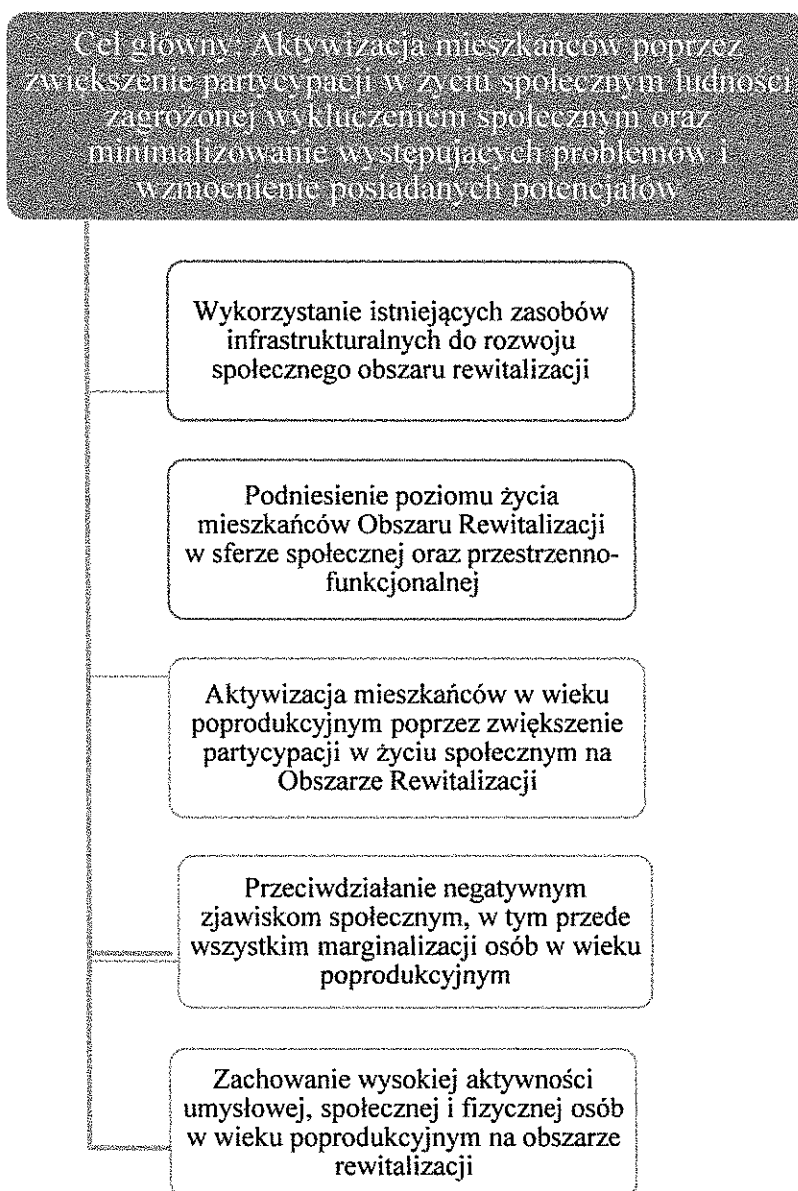 Cel główny: Aktywizacja mieszkańców poprzez
zwiększenie partycypacji w życiu społecznym ludności
zagrożonej wykluczeniem społecznym oraz
minimalizowanie występujących problemów i
wzmocnienie posiadanych potencjałów
Wykorzystanie istniejących zasobów
infrastrukturalnych do rozwoju
społecznego obszaru rewitalizacji
Podniesienie poziomu życia
mieszkańców Obszaru Rewitalizacji
w sferze społecznej oraz przestrzenno-
funkcjonalnej
Aktywizacja mieszkańców w wieku
poprodukcyjnym poprzez zwiększenie
partycypacji w życiu społecznym na
Obszarze Rewitalizacji
Przeciwdziałanie negatywnym
zjawiskom społecznym, w tym przede
wszystkim marginalizacji osób w wieku
poprodukcyjnym
Zachowanie wysokiej aktywności
umysłowej, społecznej i fizycznej osób
w wieku poprodukcyjnym na obszarze
rewitalizacji